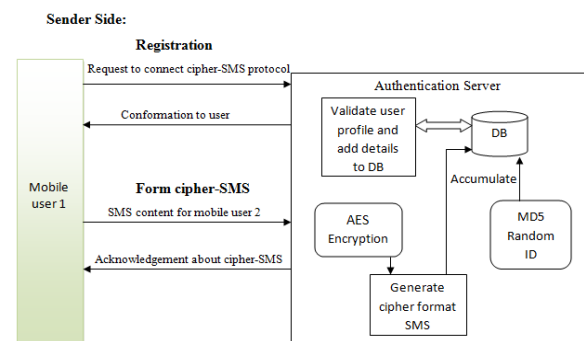 Sender Side:
Registration
Request to connect cipher-SMS protocol
Conformation to user
Mobile
user 1
Form cipher-SMS
SMS content for mobile user 2
Acknowledgement about cipher-SMS
Authentication Server
Validate user
profile and
add details
to DB
DB
Accumulate
AES
Encryption
MD5
Random
ID
Generate
cipher format
SMS